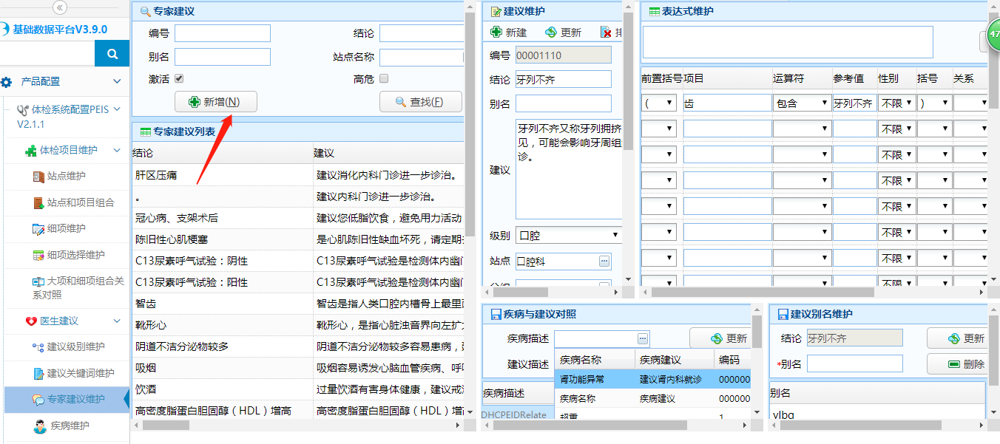 基础数据平台V3.9.0
产品配置
体检系统配置PEIS
V2.1.1
体检项目维护
站点维护
站点和项目组合
细项维护
细项选择维护
大项和细项组合关
系对照
医生建议
建议级别维护
建议关键词维护
专家建议维护
疾病维护
专家建议
编号
结论
别名
站点名称
激活
高危
新增(N)
查找(F)
专家建议列表
结论 建议
肝区压痛 建议消化内科门诊进一步诊治。
。 建议内科门诊进一步诊治。
冠心病、支架术后 建议您低脂饮食，避免用力活动
陈旧性心肌梗塞 是心肌陈旧性缺血坏死，请定期
C13尿素呼气试验：阴性 C13尿素呼气试验是检测体内幽门
C13尿素呼气试验：阳性 C13尿素呼气试验是检测体内幽门
智齿 智齿是指人类口腔内槽骨上最里面
靴形心 靴形心，是指心脏浊音界向左扩大
阴道不洁分泌物较多 阴道不洁分泌物较多容易患病，
吸烟 吸烟容易诱发心脑血管疾病、呼
饮酒 过量饮酒有害身体健康，建议戒
高密度脂蛋白胆固醇（HDL）增高 高密度脂蛋白胆固醇（HDL）增
建议维护
新建 更新
编号 00001110
结论 牙列不齐
别名
建议
牙列不齐又称牙列拥挤
见，可能会影响牙周组
诊。
级别 口腔
站点 口腔科
表达式维护
47
前置括号 项目 运算符 参考值 性别 括号 关系
( 齿 包含 牙列不齐 不限 )
不限
不限
不限
不限
不限
不限
不限
疾病与建议对照
疾病描述
更新
建议描述
疾病描述
DHCPEIDRelate
疾病名称 疾病建议 编码
肾功能异常 建议肾内科就诊 000000
疾病名称 疾病建议 000000
超重 1
建议别名维护
结论 牙列不齐
更新
*别名
删除
别名
ylbq